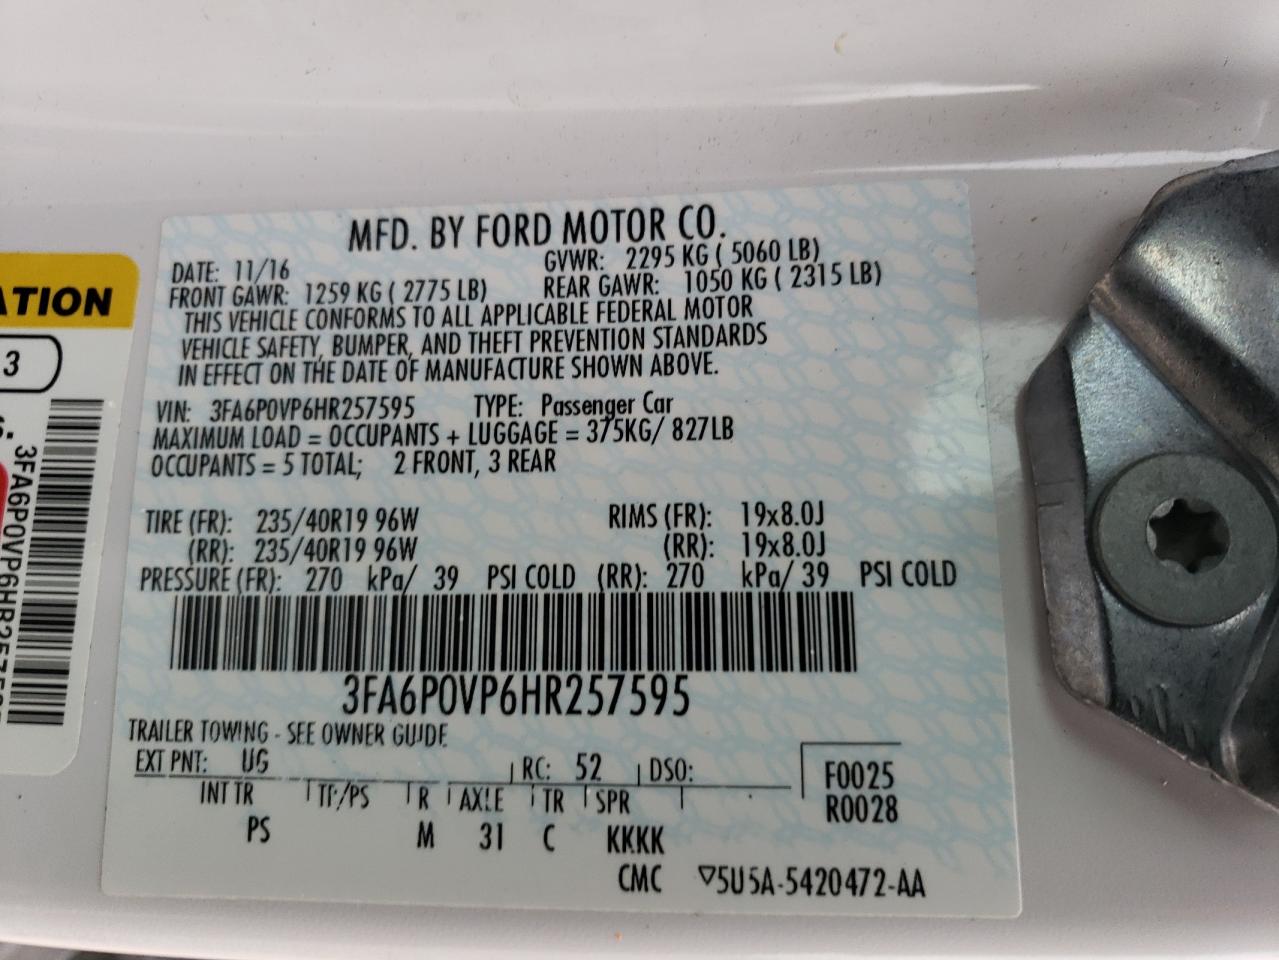 MFD. BY FORD MOTOR CO.
DATE: 11/16 GVWR: 2295 KG ( 5060 LB)
FRONT GAWR: 1259 KG ( 2775 LB) REAR GAWR: 1050 KG ( 2315 LB)
THIS VEHICLE CONFORMS TO ALL APPLICABLE FEDERAL MOTOR
VEHICLE SAFETY, BUMPER, AND THEFT PREVENTION STANDARDS
IN EFFECT ON THE DATE OF MANUFACTURE SHOWN ABOVE.
VIN: 3FA6P0VP6HR257595 TYPE: Passenger Car
MAXIMUM LOAD = OCCUPANTS + LUGGAGE = 375KG/ 827LB
OCCUPANTS = 5 TOTAL; 2 FRONT, 3 REAR
TIRE (FR): 235/40R19 96W RIMS (FR): 19x8.0J
(RR): 235/40R19 96W (RR): 19x8.0J
PRESSURE (FR): 270 kPa/ 39 PSI COLD (RR): 270 kPa/ 39 PSI COLD
3FA6P0VP6HR257595
TRAILER TOWING - SEE OWNER GUIDE
EXT PNT: UG RC: 52 DSO:
F0025
INT TR TP/PS R AXLE TR SPR
R0028
PS M 31 C KKKK
CMC ▽5U5A-5420472-AA
ATION
3
S.
3FA6P0VP6HR2575